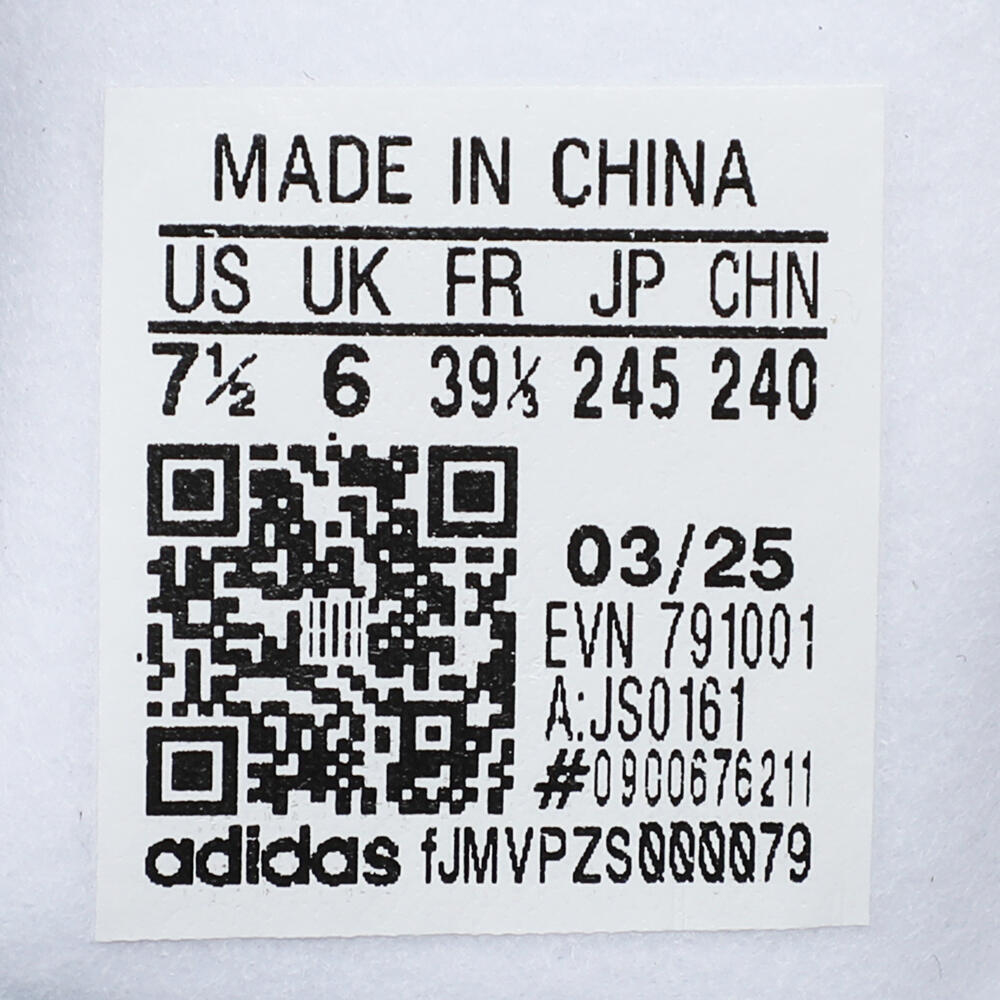 MADE IN CHINA
US UK FR JP CHN
7½ 6 39⅓ 245 240
03/25
EVN 791001
A:JS0161
#0900676211
adidas fJMVPZS000079